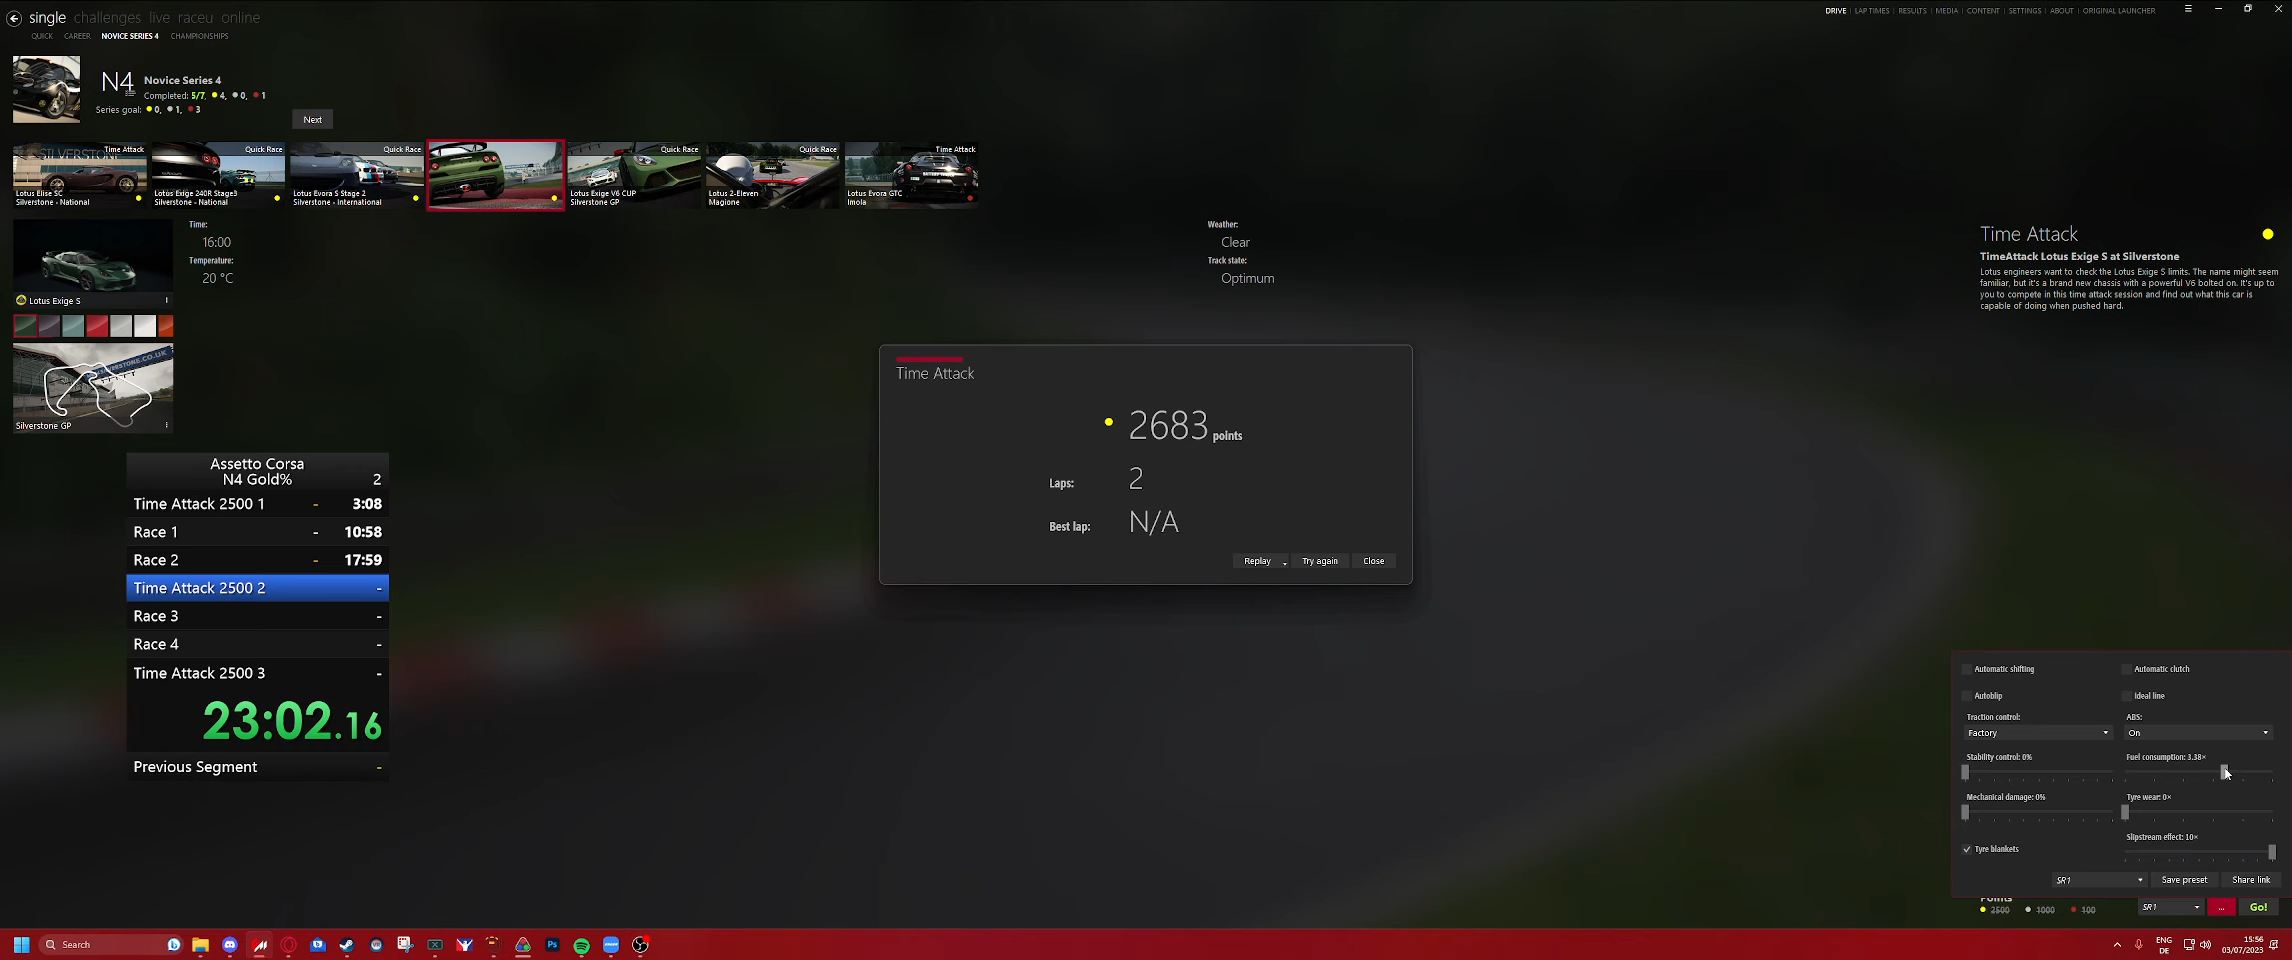 single challenges live raceu online
DRIVE | LAP TIMES | RESULTS | MEDIA | CONTENT | SETTINGS | ABOUT | ORIGINAL LAUNCHER
QUICK CAREER NOVICE SERIES 4 CHAMPIONSHIPS
N4
Novice Series 4
Completed: 5/7, 4, 0, 1
Series goal: 0, 1, 3
Next
SILVERSTONE
Time Attack
Lotus Elise SC
Silverstone - National
Quick Race
Lotus Exige 240R Stage3
Silverstone - National
Quick Race
Lotus Evora S Stage 2
Silverstone - International
Quick Race
Lotus Exige V6 CUP
Silverstone GP
Quick Race
Lotus 2-Eleven
Magione
Time Attack
Lotus Evora GTC
Imola
Time:
16:00
Temperature:
20 °C
Weather:
Clear
Track state:
Optimum
Lotus Exige S
Silverstone GP
Time Attack
TimeAttack Lotus Exige S at Silverstone
Lotus engineers want to check the Lotus Exige S limits. The name might seem
familiar, but it's a brand new chassis with a powerful V6 bolted on. It's up to
you to compete in this time attack session and find out what this car is
capable of doing when pushed hard.
Time Attack
2683 points
Laps: 2
Best lap: N/A
Replay Try again Close
Assetto Corsa
N4 Gold% 2
Time Attack 2500 1 - 3:08
Race 1 - 10:58
Race 2 - 17:59
Time Attack 2500 2 -
Race 3 -
Race 4 -
Time Attack 2500 3 -
23:02.16
Previous Segment -
Automatic shifting Automatic clutch
Autoblip Ideal line
Traction control: ABS:
Factory On
Stability control: 0% Fuel consumption: 3.38×
Mechanical damage: 0% Tyre wear: 0×
Slipstream effect: 10×
Tyre blankets
SR1 Save preset Share link
Points
2500 1000 100
SR1 ... Go!
Search
Ps
ENG
DE
15:56
03/07/2023